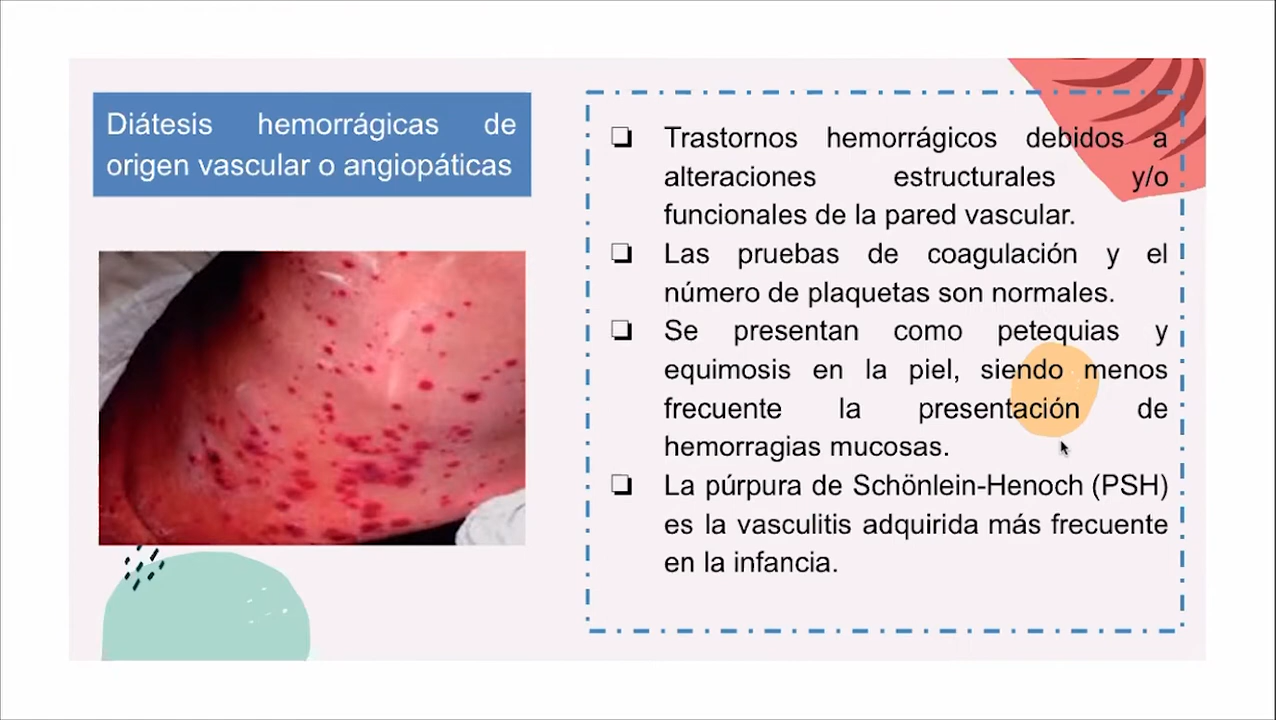 Diátesis hemorrágicas de
origen vascular o angiopáticas
❏ Trastornos hemorrágicos debidos a
alteraciones estructurales y/o
funcionales de la pared vascular.
❏ Las pruebas de coagulación y el
número de plaquetas son normales.
❏ Se presentan como petequias y
equimosis en la piel, siendo menos
frecuente la presentación de
hemorragias mucosas.
❏ La púrpura de Schönlein-Henoch (PSH)
es la vasculitis adquirida más frecuente
en la infancia.